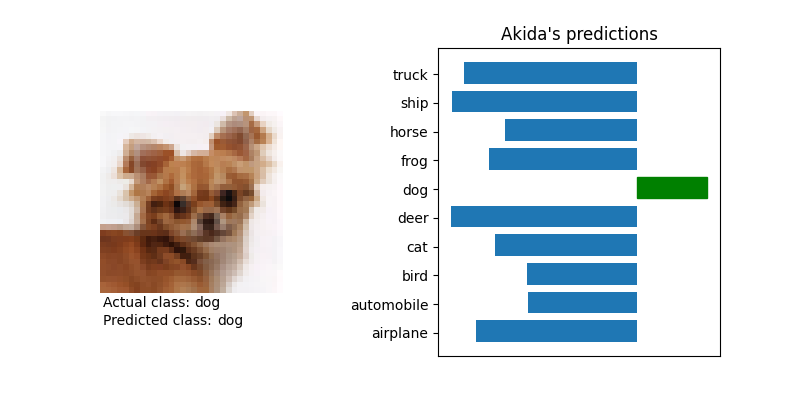 Akida's predictions
truck
ship
horse
frog
dog
deer
cat
bird
automobile
airplane
Actual class: dog
Predicted class: dog